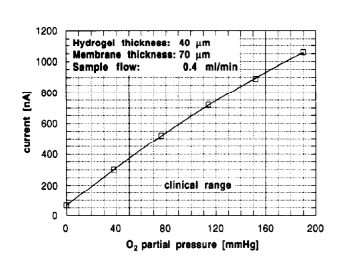 1200
1000
800
600
400
200
0
current [nA]
Hydrogel thickness: 40 µm
Membrane thickness: 70 µm
Sample flow: 0.4 ml/min
clinical range
0 40 80 120 160 200
O₂ partial pressure [mmHg]